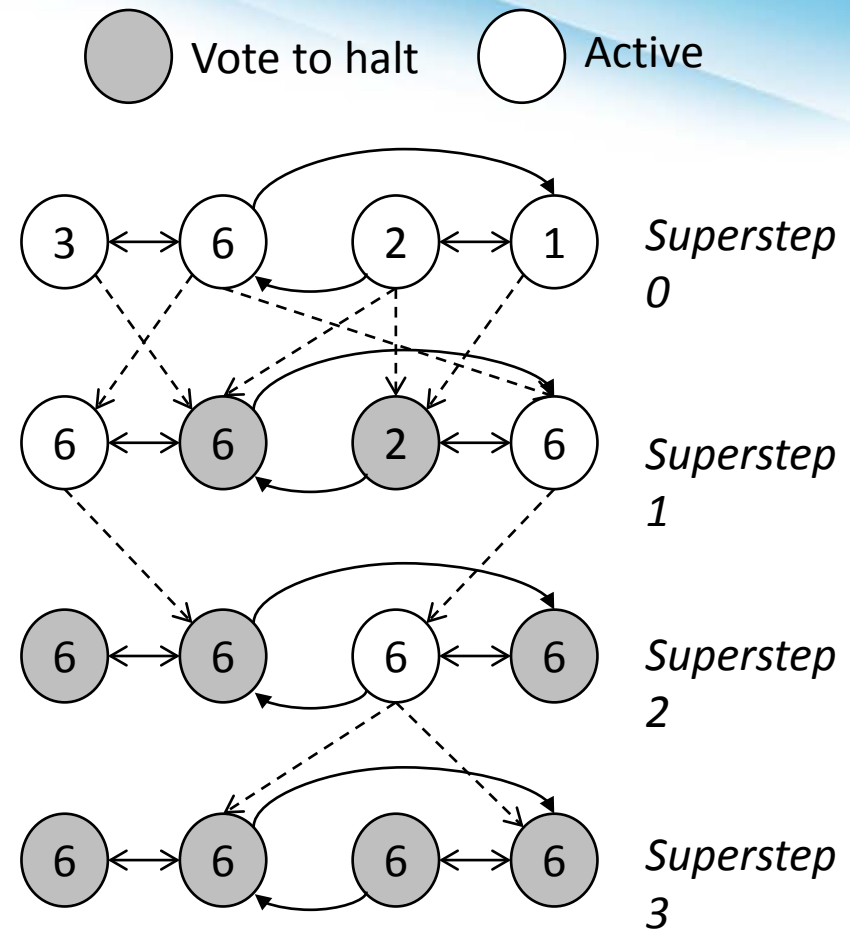 Vote to halt
Active
3 6 2 1
Superstep
0
6 6 2 6
Superstep
1
6 6 6 6
Superstep
2
6 6 6 6
Superstep
3